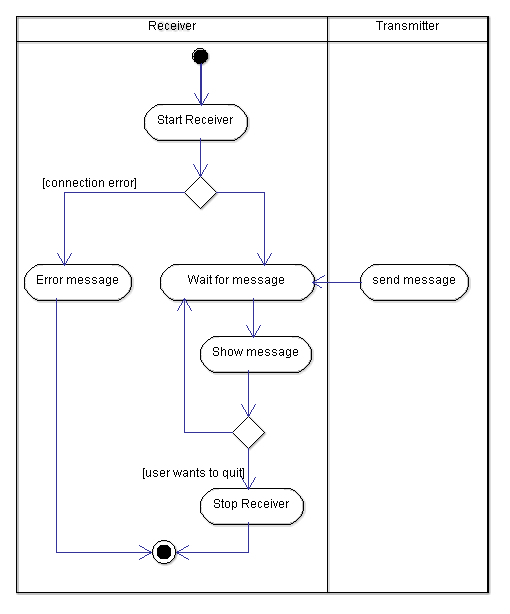 Receiver
Transmitter
Start Receiver
[connection error]
Error message
Wait for message
send message
Show message
[user wants to quit]
Stop Receiver